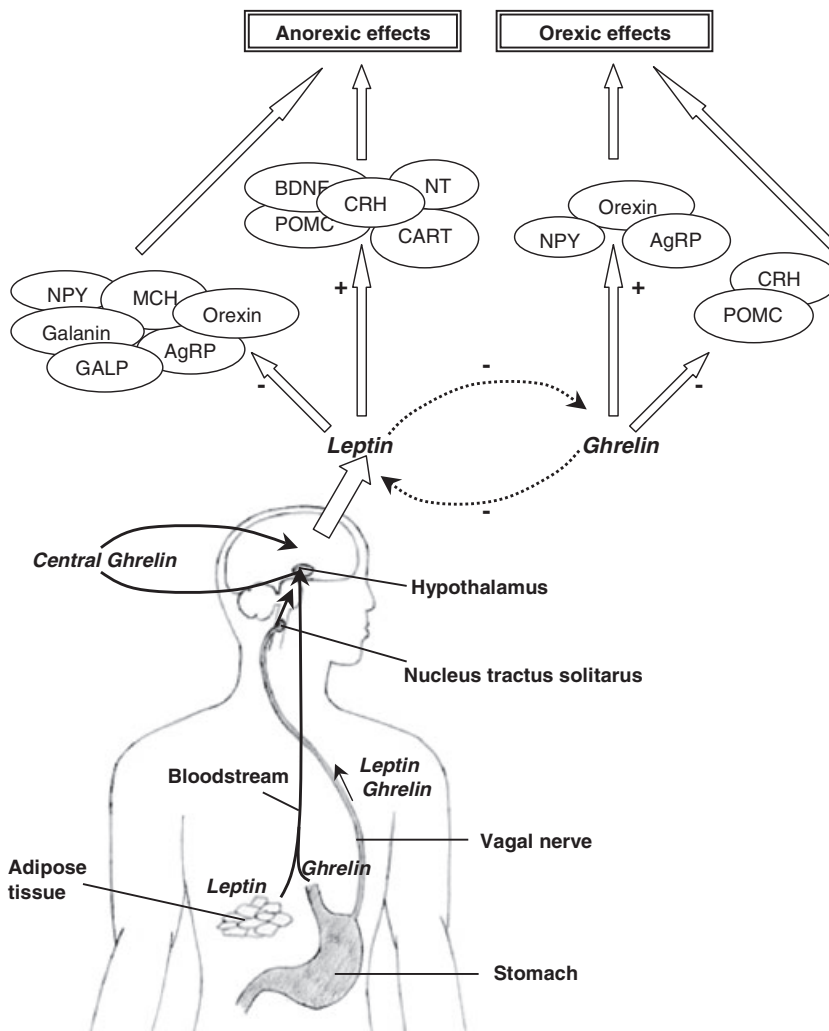 Anorexic effects
Orexic effects
BDNF
NT
CRH
POMC
CART
Orexin
NPY
AgRP
CRH
POMC
+
+
NPY
MCH
Orexin
Galanin
AgRP
GALP
-
-
-
Leptin
Ghrelin
-
Central Ghrelin
Hypothalamus
Nucleus tractus solitarus
Bloodstream
Leptin
Ghrelin
Vagal nerve
Adipose
tissue
Leptin
Ghrelin
Stomach